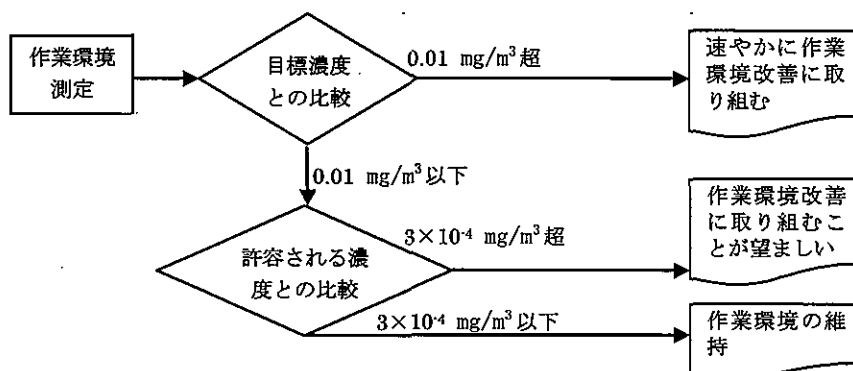 作業環境
測定
目標濃度
との比較
0.01 mg/m³超
速やかに作業
環境改善に取
り組む
0.01 mg/m³以下
許容される濃
度との比較
3×10⁻⁴ mg/m³超
作業環境改善
に取り組むこ
とが望ましい
3×10⁻⁴ mg/m³以下
作業環境の維
持